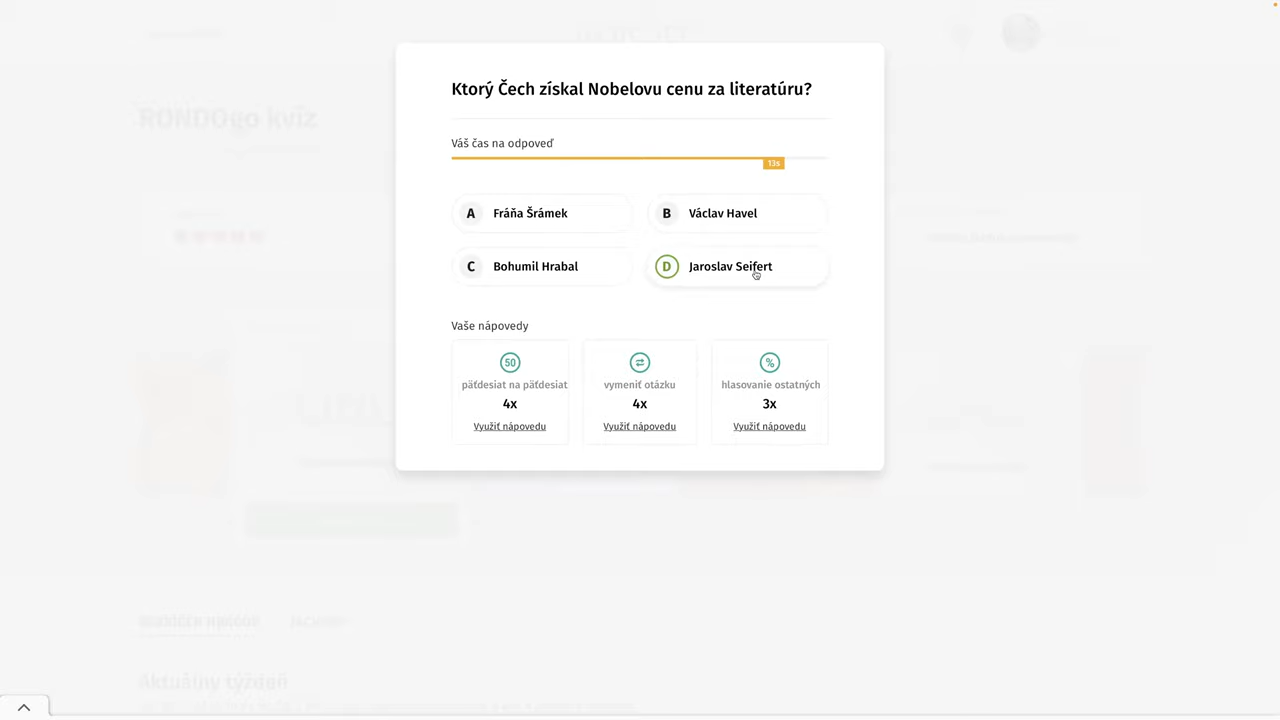 RONDOgo kvíz
Ktorý Čech získal Nobelovu cenu za literatúru?
Váš čas na odpoveď
13s
A Fráňa Šrámek
B Václav Havel
C Bohumil Hrabal
D Jaroslav Seifert
Vaše nápovedy
50
päťdesiat na päťdesiat
4x
Využiť nápovedu
vymeniť otázku
4x
Využiť nápovedu
%
hlasovanie ostatných
3x
Využiť nápovedu
Aktuálny týždeň